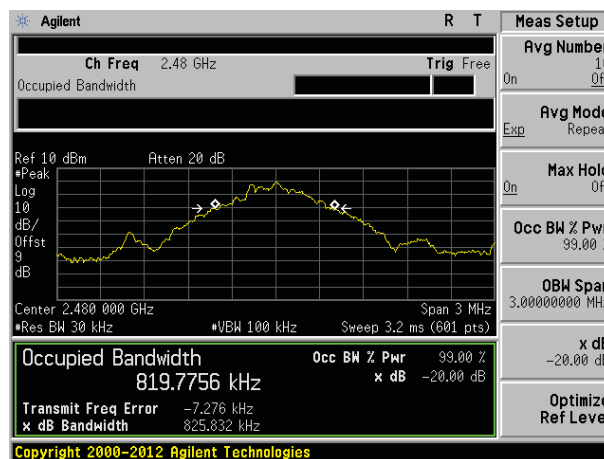 Agilent R T
Ch Freq 2.48 GHz Trig Free
Occupied Bandwidth
Ref 10 dBm Atten 20 dB
#Peak
Log
10
dB/
Offst
9
dB
Center 2.480 000 GHz Span 3 MHz
#Res BW 30 kHz #VBW 100 kHz Sweep 3.2 ms (601 pts)
Occupied Bandwidth Occ BW % Pwr 99.00 %
819.7756 kHz x dB -20.00 dB
Transmit Freq Error -7.276 kHz
x dB Bandwidth 825.832 kHz
Copyright 2000-2012 Agilent Technologies
Meas Setup
Avg Number
On
Avg Mode
Exp Repea
Max Hold
On
Occ BW % Pwr
99.00
OBW Span
3.00000000 MH
x dB
-20.00 dB
Optimize
Ref Level